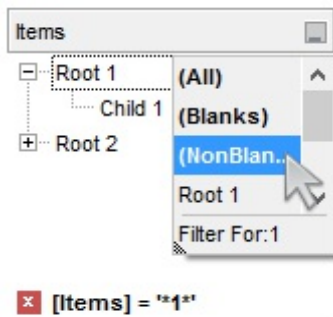 Items
Root 1
Child 1
Root 2
(All)
(Blanks)
(NonBlan..
Root 1
Filter For:1
x [Items] = '*1*'